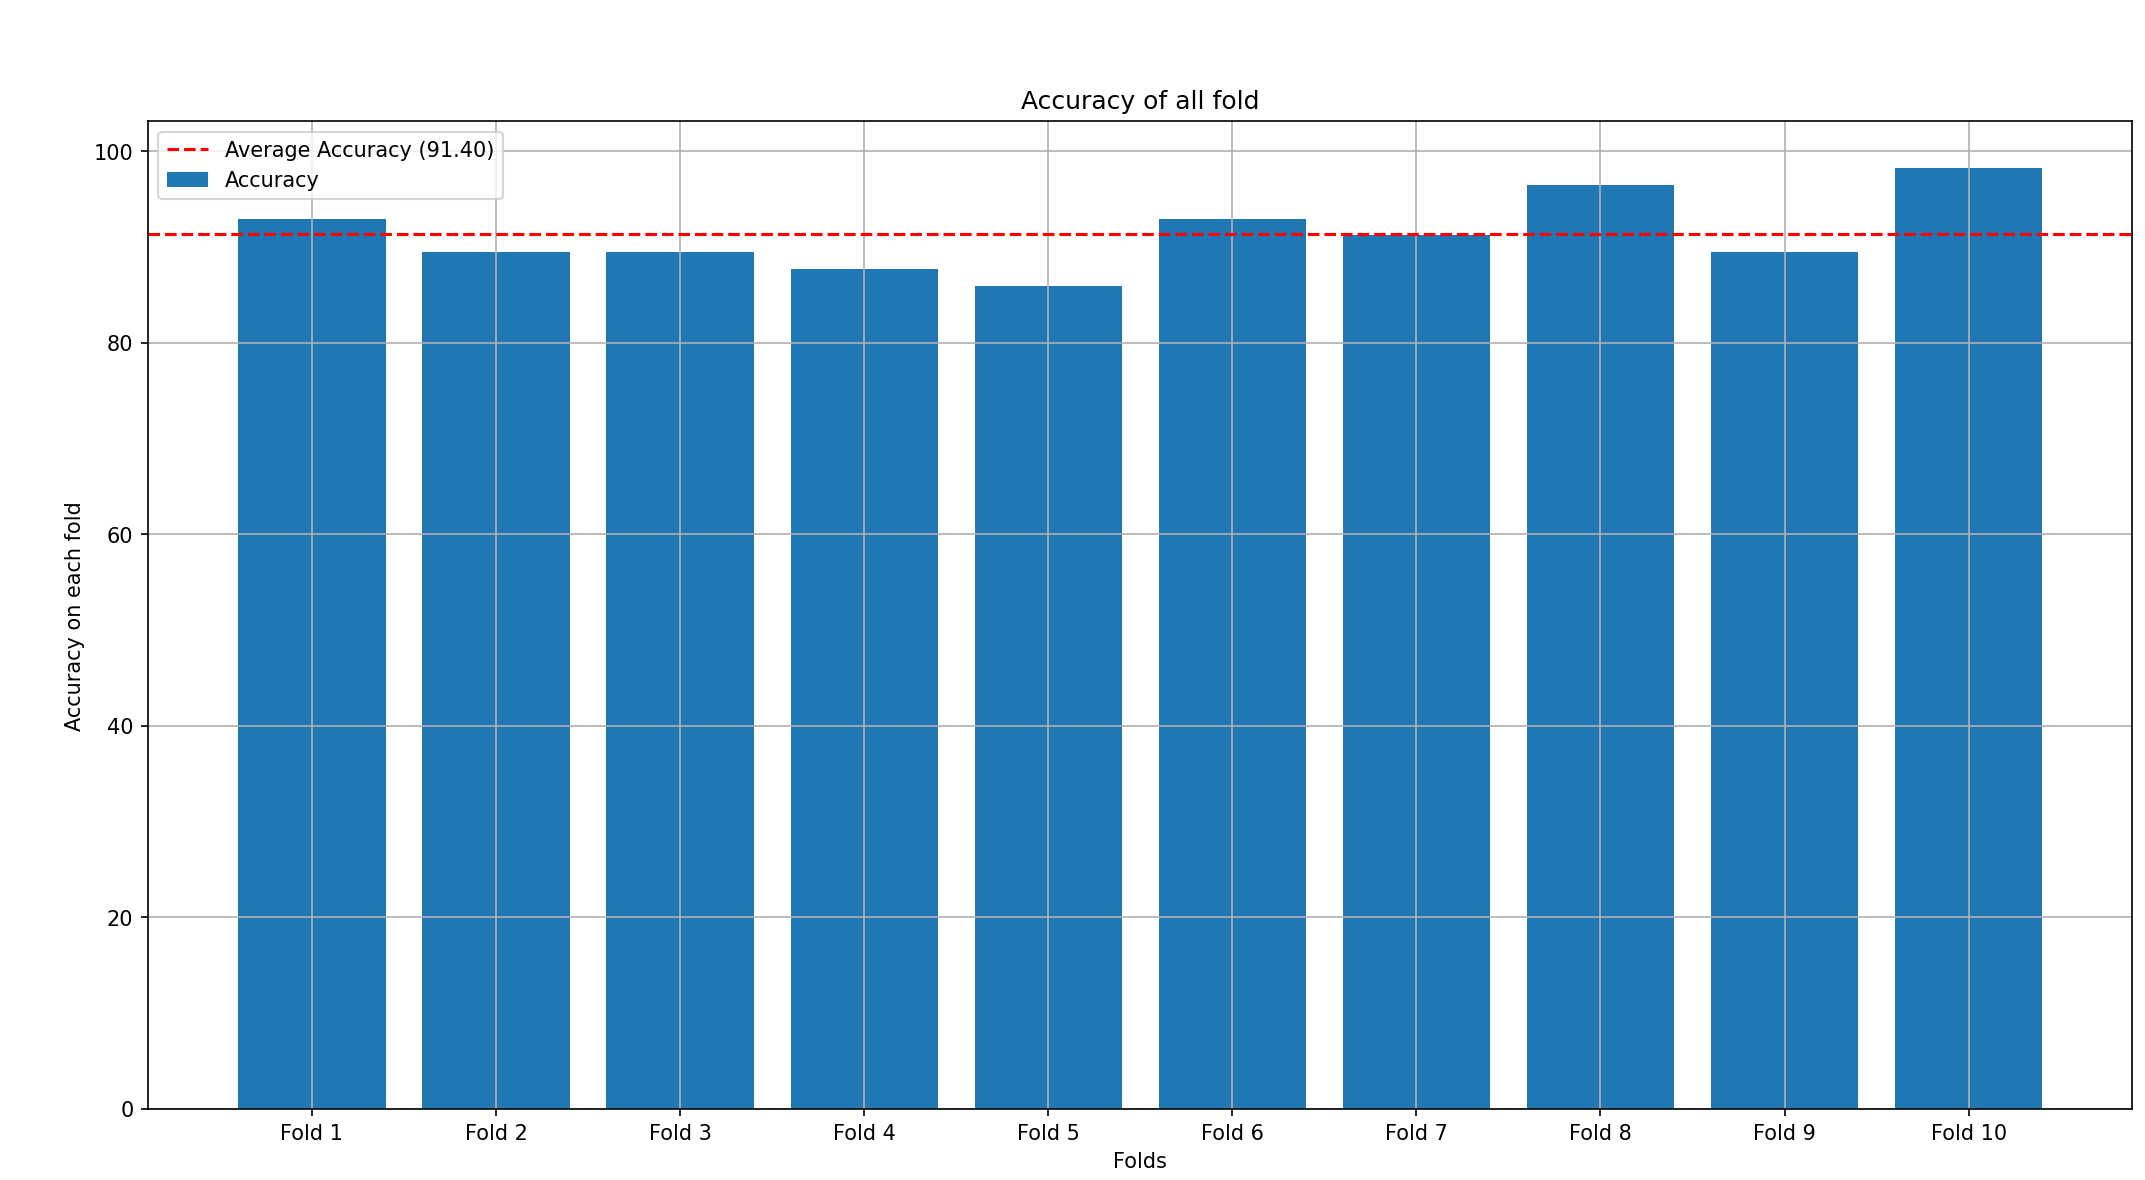 Accuracy of all fold
Average Accuracy (91.40)
Accuracy
Accuracy on each fold
100
80
60
40
20
0
Fold 1 Fold 2 Fold 3 Fold 4 Fold 5 Fold 6 Fold 7 Fold 8 Fold 9 Fold 10
Folds